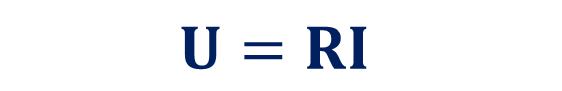 U = RI